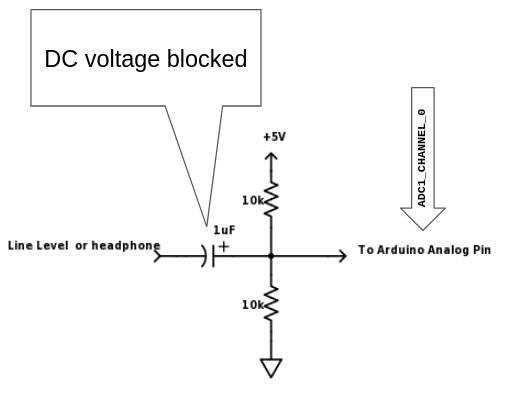 DC voltage blocked
ADC1_CHANNEL_0
+5V
10k
1uF
+
Line Level or headphone
To Arduino Analog Pin
10k